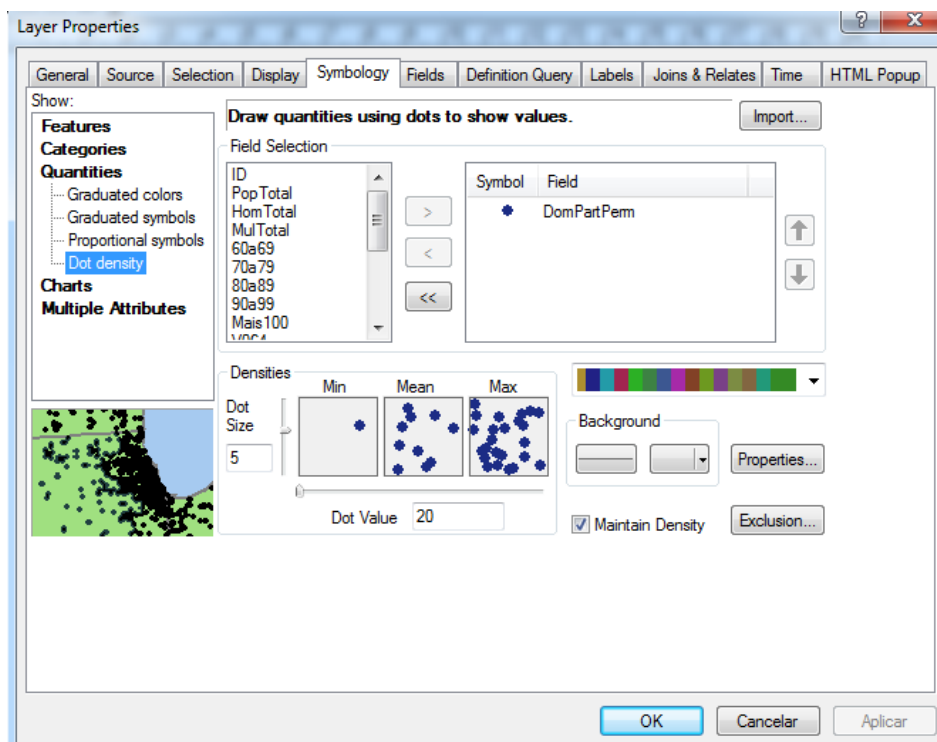 Layer Properties
?
X
General Source Selection Display Symbology Fields Definition Query Labels Joins & Relates Time HTML Popup
Show:
Features
Categories
Quantities
Graduated colors
Graduated symbols
Proportional symbols
Dot density
Charts
Multiple Attributes
Draw quantities using dots to show values.
Import...
Field Selection
ID
PopTotal
HomTotal
MulTotal
60a69
70a79
80a89
90a99
Mais100
>
<
<<
Symbol Field
DomPartPerm
Densities
Min Mean Max
Dot
Size
5
Dot Value 20
Background
Properties...
Maintain Density
Exclusion...
OK Cancelar Aplicar